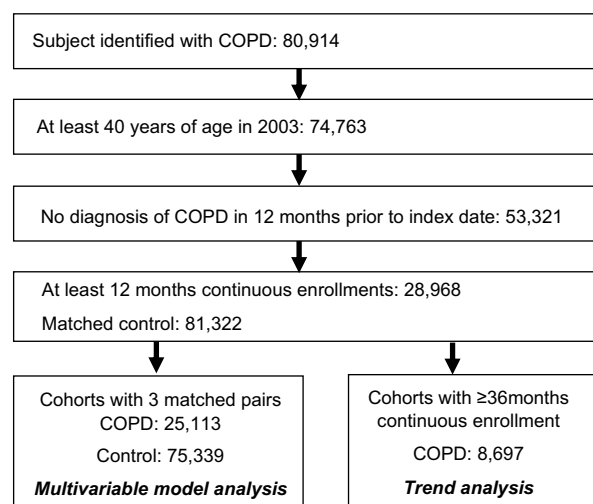 Subject identified with COPD: 80,914
At least 40 years of age in 2003: 74,763
No diagnosis of COPD in 12 months prior to index date: 53,321
At least 12 months continuous enrollments: 28,968
Matched control: 81,322
Cohorts with 3 matched pairs
COPD: 25,113
Control: 75,339
Multivariable model analysis
Cohorts with ≥36months
continuous enrollment
COPD: 8,697
Trend analysis